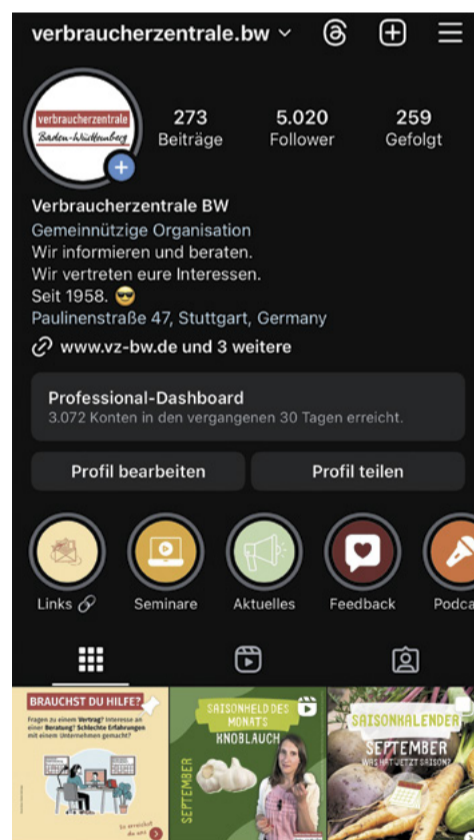 verbraucherzentrale.bw
verbraucherzentrale
Baden-Württemberg
273
Beiträge
5.020
Follower
259
Gefolgt
Verbraucherzentrale BW
Gemeinnützige Organisation
Wir informieren und beraten.
Wir vertreten eure Interessen.
Seit 1958. 😎
Paulinenstraße 47, Stuttgart, Germany
www.vz-bw.de und 3 weitere
Professional-Dashboard
3.072 Konten in den vergangenen 30 Tagen erreicht.
Profil bearbeiten
Profil teilen
Links 🔗
Seminare
Aktuelles
Feedback
Podca
BRAUCHST DU HILFE?
Fragen zu einem Vertrag? Interesse an
einer Beratung? Schlechte Erfahrungen
mit einem Unternehmen gemacht?
So erreichst
du uns
SAISONHELD DES
MONATS
KNOBLAUCH
SEPTEMBER
SAISONKALENDER
SEPTEMBER
WAS HAT JETZT SAISON?